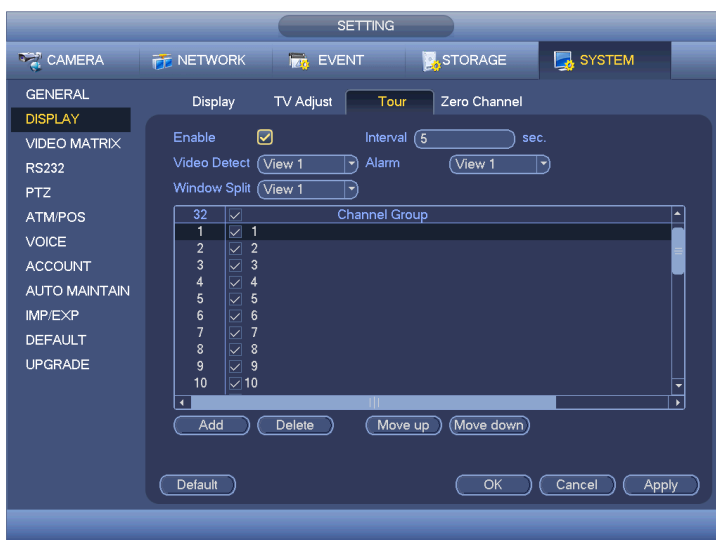 SETTING
CAMERA NETWORK EVENT STORAGE SYSTEM
GENERAL
DISPLAY
VIDEO MATRIX
RS232
PTZ
ATM/POS
VOICE
ACCOUNT
AUTO MAINTAIN
IMP/EXP
DEFAULT
UPGRADE
Display TV Adjust Tour Zero Channel
Enable Interval 5 sec.
Video Detect View 1 Alarm View 1
Window Split View 1
32 Channel Group
1 1
2 2
3 3
4 4
5 5
6 6
7 7
8 8
9 9
10 10
Add Delete Move up Move down
Default OK Cancel Apply